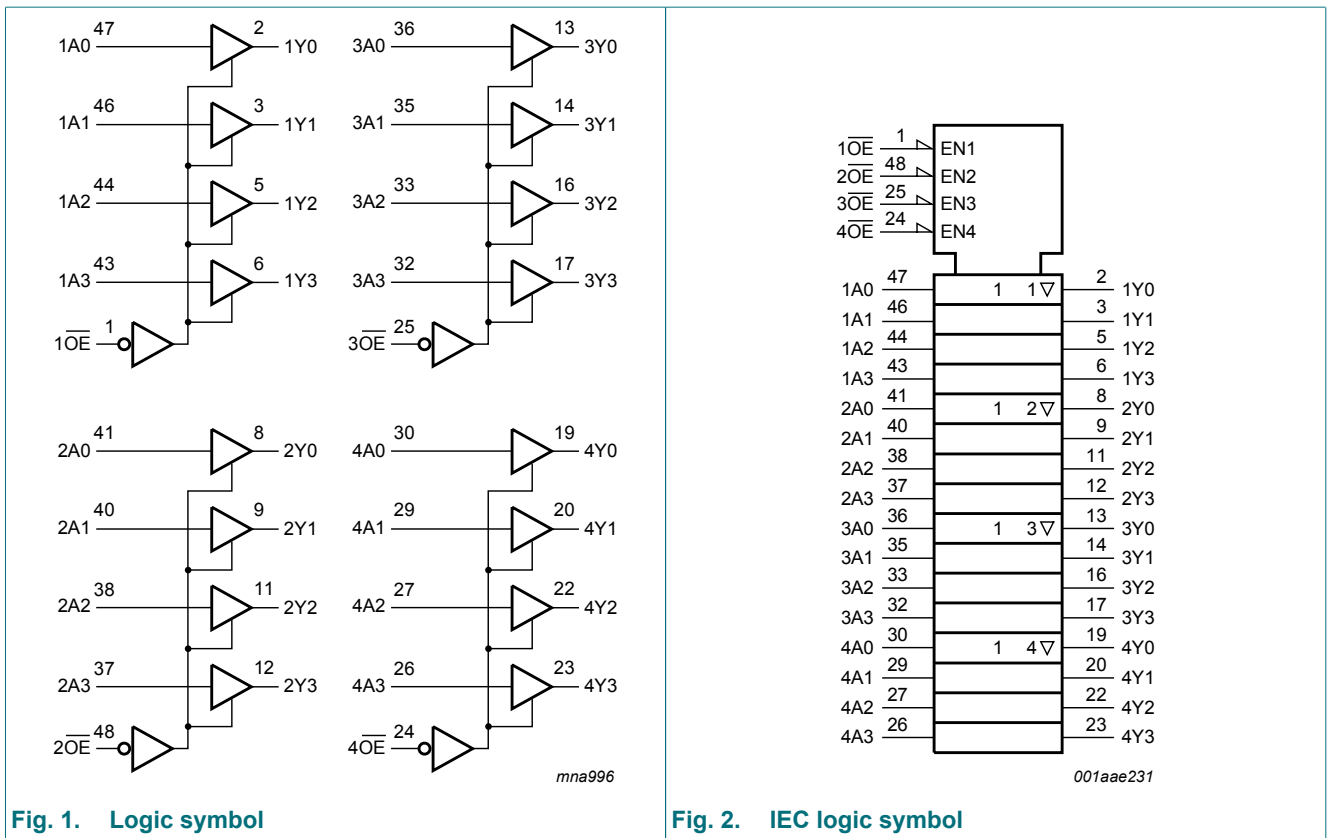 1A0 47 2 1Y0
1A1 46 3 1Y1
1A2 44 5 1Y2
1A3 43 6 1Y3
1O̅E̅ 1
3A0 36 13 3Y0
3A1 35 14 3Y1
3A2 33 16 3Y2
3A3 32 17 3Y3
3O̅E̅ 25
2A0 41 8 2Y0
2A1 40 9 2Y1
2A2 38 11 2Y2
2A3 37 12 2Y3
2O̅E̅ 48
4A0 30 19 4Y0
4A1 29 20 4Y1
4A2 27 22 4Y2
4A3 26 23 4Y3
4O̅E̅ 24
mna996
Fig. 1. Logic symbol
1O̅E̅ 1 EN1
2O̅E̅ 48 EN2
3O̅E̅ 25 EN3
4O̅E̅ 24 EN4
1A0 47 1 1▽ 2 1Y0
1A1 46 3 1Y1
1A2 44 5 1Y2
1A3 43 6 1Y3
2A0 41 1 2▽ 8 2Y0
2A1 40 9 2Y1
2A2 38 11 2Y2
2A3 37 12 2Y3
3A0 36 1 3▽ 13 3Y0
3A1 35 14 3Y1
3A2 33 16 3Y2
3A3 32 17 3Y3
4A0 30 1 4▽ 19 4Y0
4A1 29 20 4Y1
4A2 27 22 4Y2
4A3 26 23 4Y3
001aae231
Fig. 2. IEC logic symbol